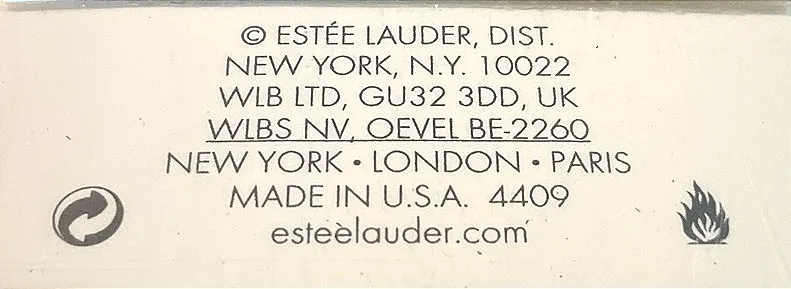 © ESTÉE LAUDER, DIST.
NEW YORK, N.Y. 10022
WLB LTD, GU32 3DD, UK
WLBS NV, OEVEL BE-2260
NEW YORK • LONDON • PARIS
MADE IN U.S.A. 4409
esteelauder.com